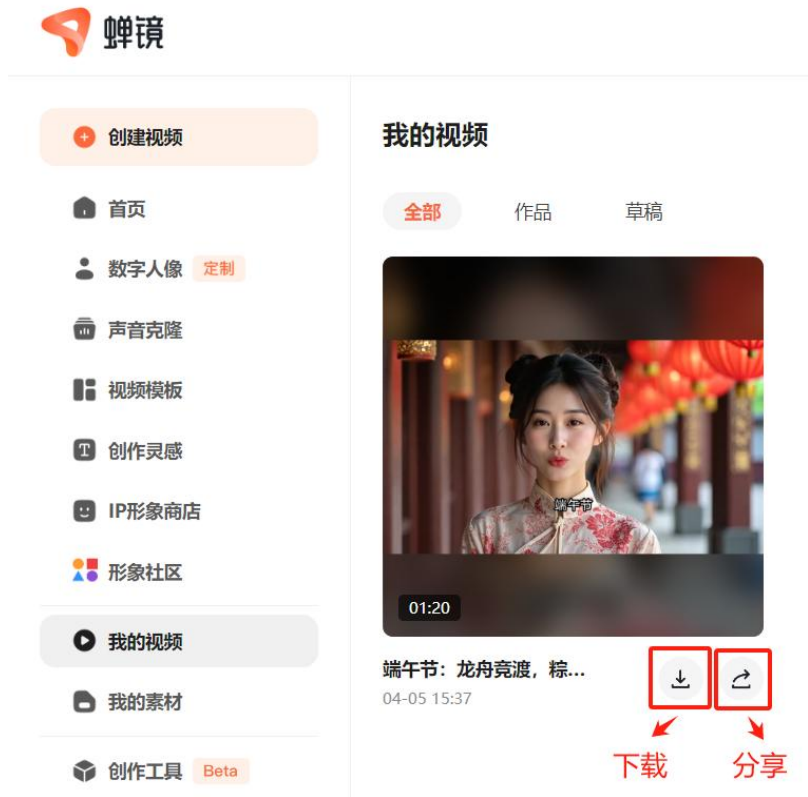 蝉镜
创建视频
首页
数字人像 定制
声音克隆
视频模板
创作灵感
IP形象商店
形象社区
我的视频
我的素材
创作工具 Beta
我的视频
全部 作品 草稿
端午节
01:20
端午节：龙舟竞渡，粽...
04-05 15:37
下载 分享